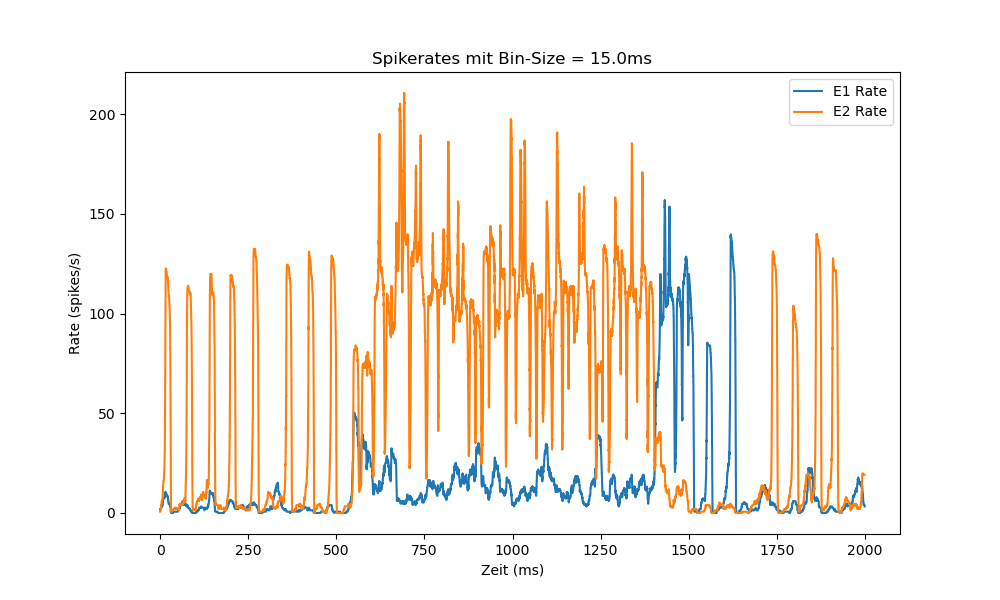 Spikerates mit Bin-Size = 15.0ms
E1 Rate
E2 Rate
Rate (spikes/s)
200
150
100
50
0
0 250 500 750 1000 1250 1500 1750 2000
Zeit (ms)